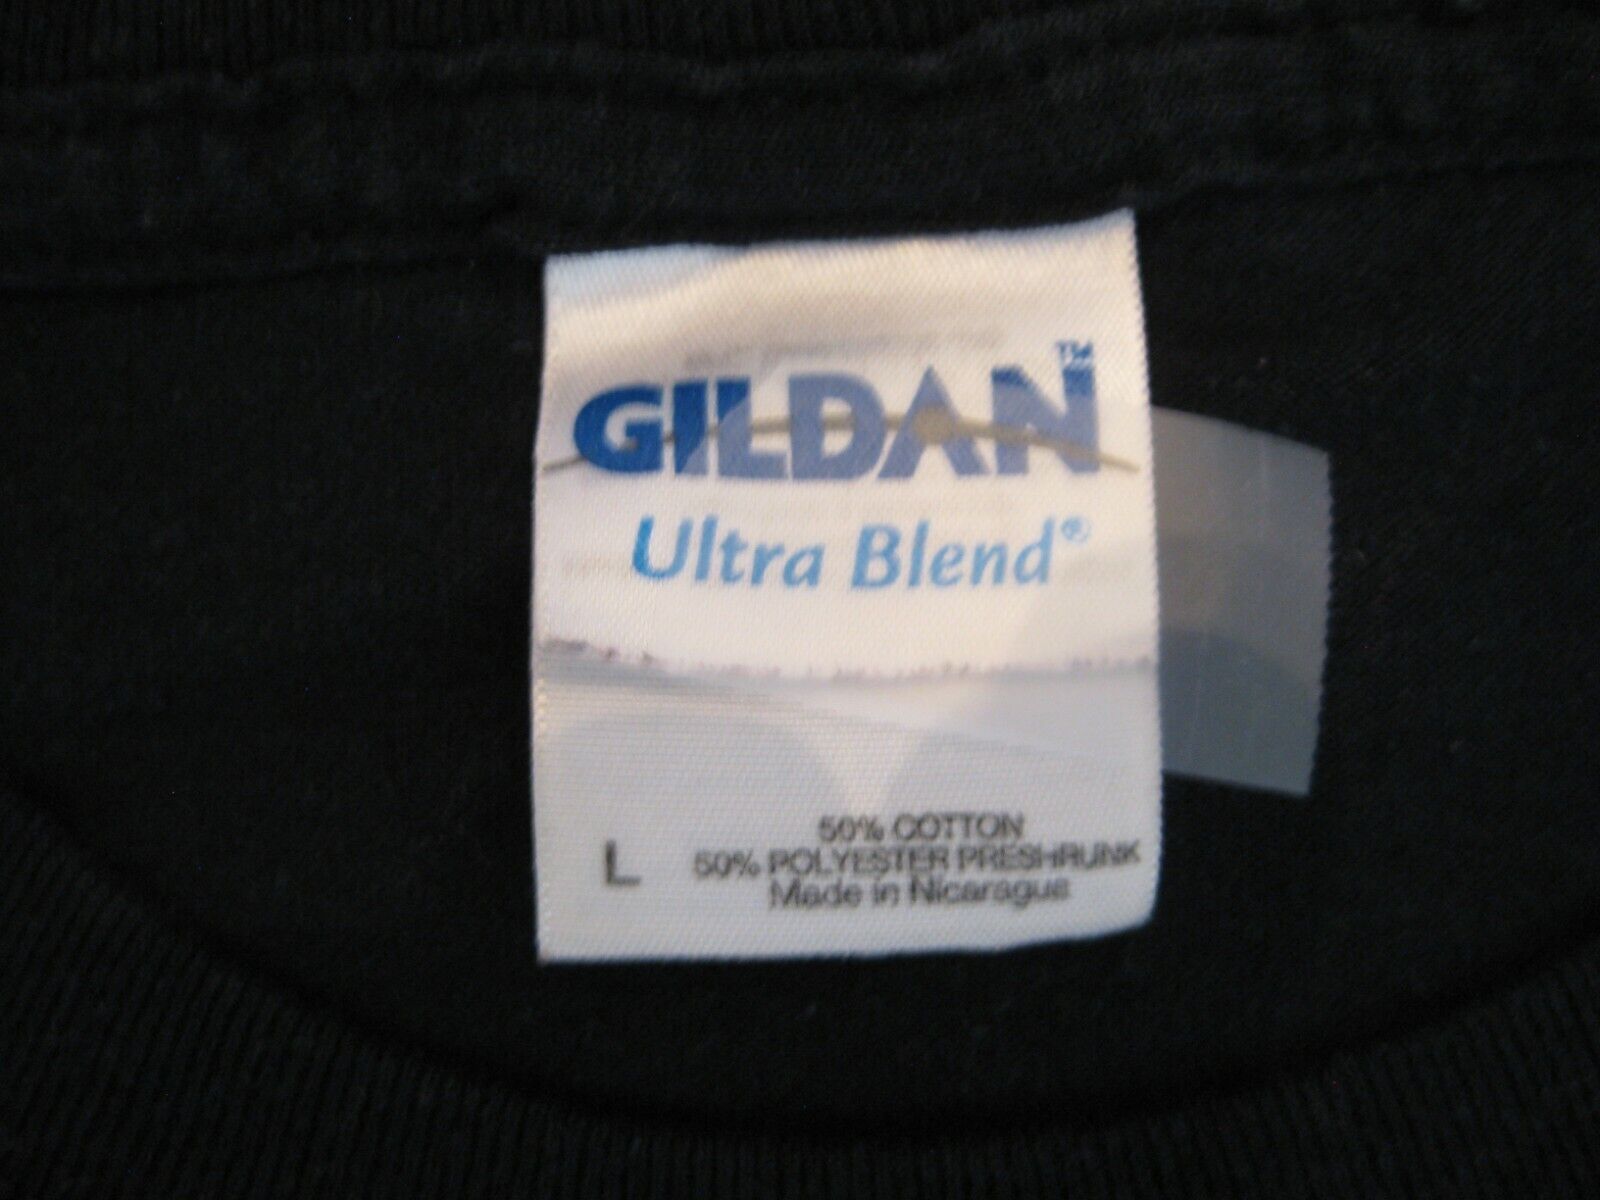 GILDAN™
Ultra Blend®
50% COTTON
L 50% POLYESTER PRESHRUNK
Made in Nicaragua